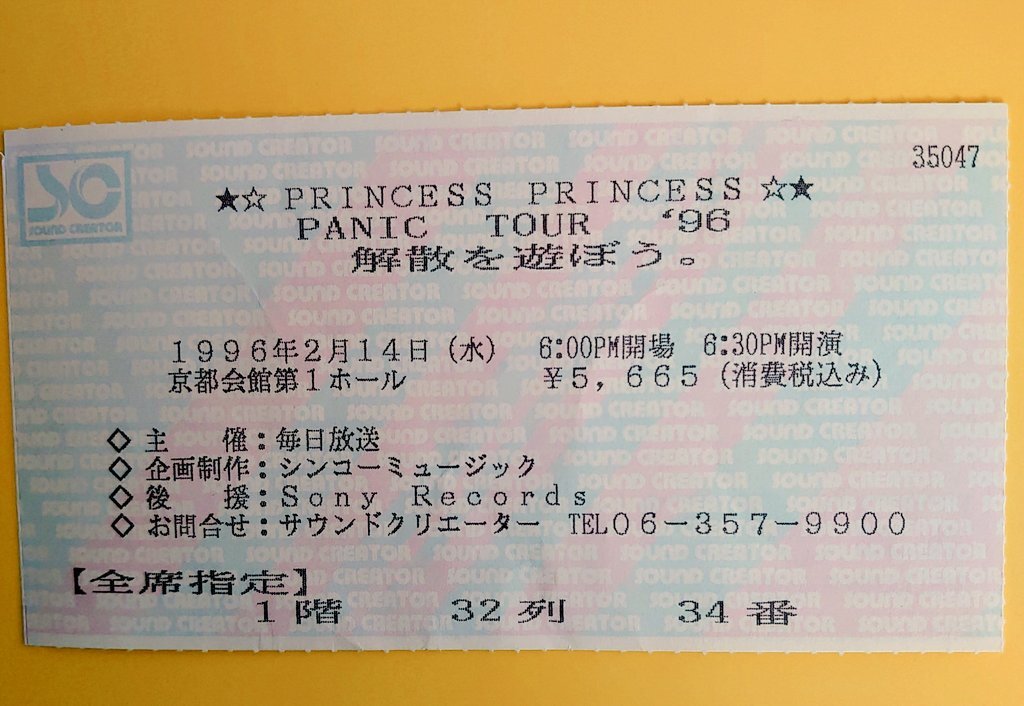 35047
SC
SOUND CREATOR
★☆ PRINCESS PRINCESS ☆★
PANIC TOUR '96
解散を遊ぼう。
1996年2月14日(水) 6:00PM開場 6:30PM開演
京都会館第1ホール ¥5,665(消費税込み)
◇主 催:毎日放送
◇企画制作:シンコーミュージック
◇後 援:Sony Records
◇お問合せ:サウンドクリエーター TEL06-357-9900
【全席指定】
1階 32列 34番